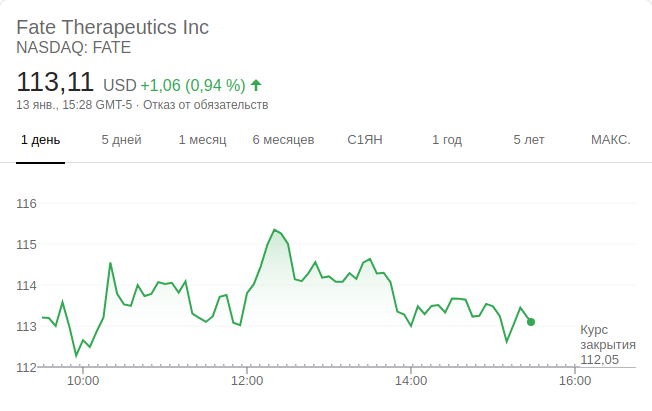 Fate Therapeutics Inc
NASDAQ: FATE
113,11 USD +1,06 (0,94 %)
13 янв., 15:28 GMT-5 · Отказ от обязательств
1 день 5 дней 1 месяц 6 месяцев С1ЯН 1 год 5 лет МАКС.
116
115
114
113
Курс
закрытия
112,05
112
10:00 12:00 14:00 16:00